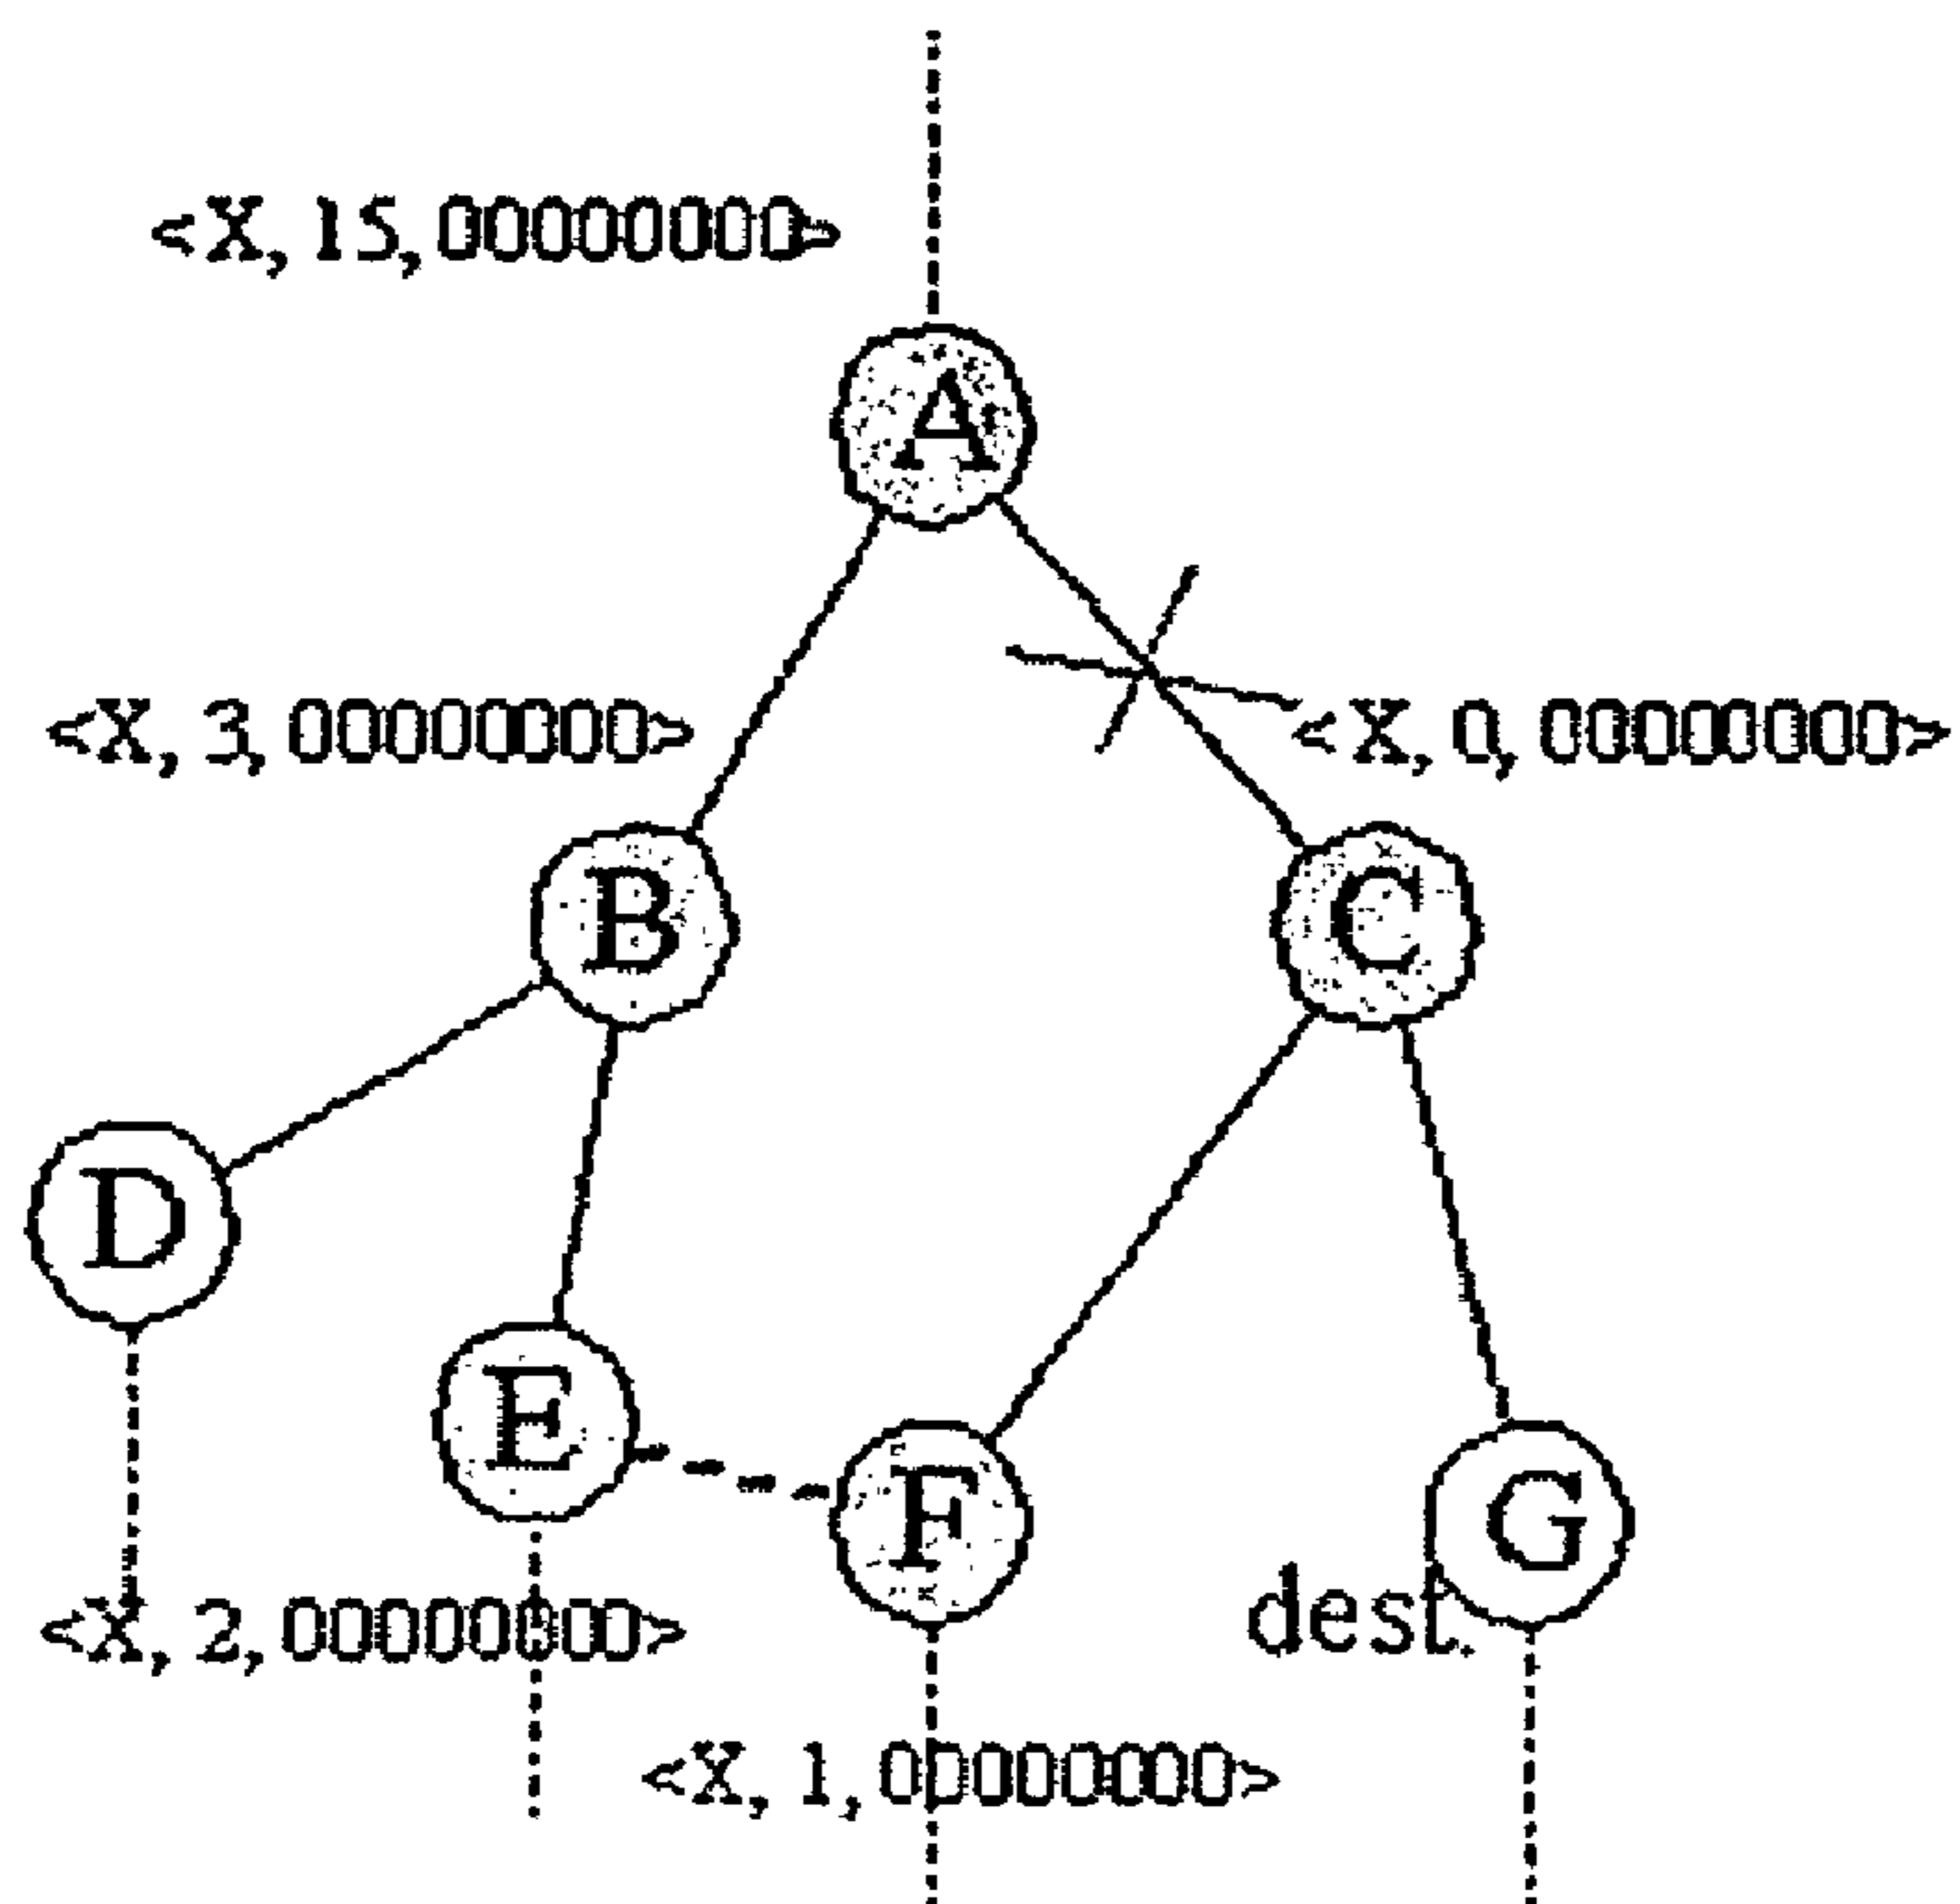 <X, 15,00000000>
A
<X, 3,00000000>
<X, 0,00000000>
B
C
D
E
F
G
<X, 2,00000000>
dest.
<X, 1,00000000>